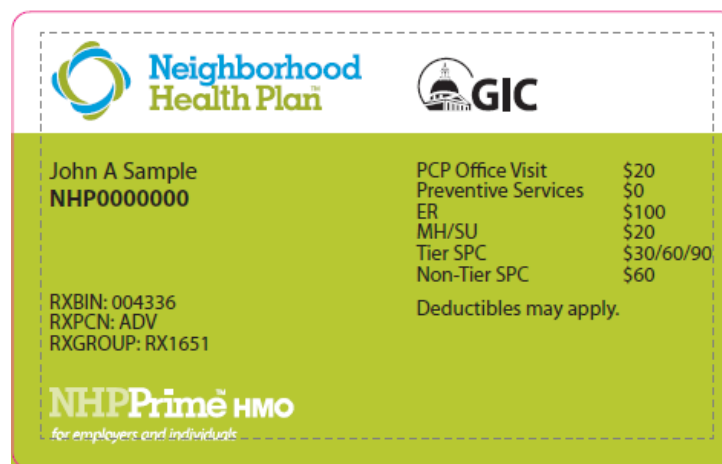 Neighborhood
Health Plan™
GIC
John A Sample
NHP0000000
RXBIN: 004336
RXPCN: ADV
RXGROUP: RX1651
PCP Office Visit $20
Preventive Services $0
ER $100
MH/SU $20
Tier SPC $30/60/90
Non-Tier SPC $60
Deductibles may apply.
NHPPrime™ HMO
for employers and individuals